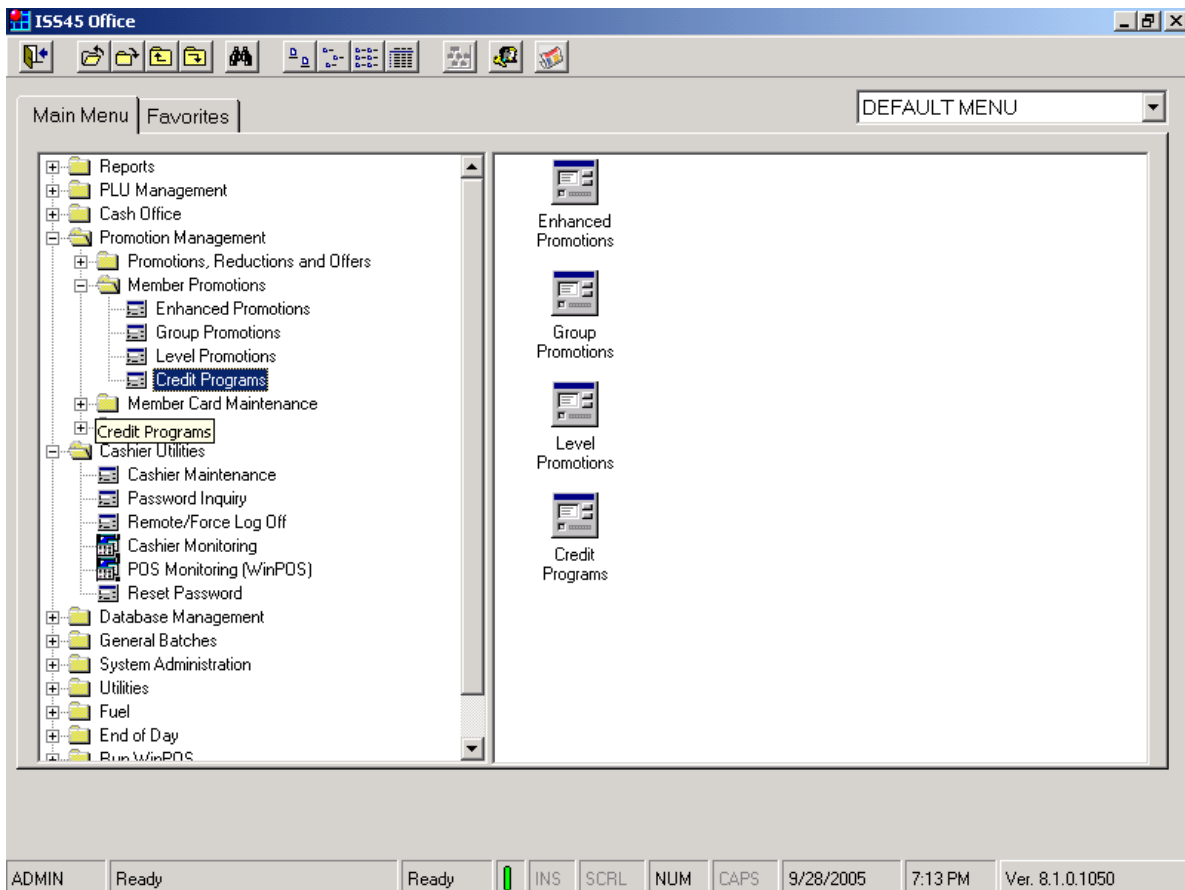 ISS45 Office
Main Menu
Favorites
DEFAULT MENU
Reports
PLU Management
Cash Office
Promotion Management
Promotions, Reductions and Offers
Member Promotions
Enhanced Promotions
Group Promotions
Level Promotions
Credit Programs
Member Card Maintenance
Credit Programs
Cashier Utilities
Cashier Maintenance
Password Inquiry
Remote/Force Log Off
Cashier Monitoring
POS Monitoring (WinPOS)
Reset Password
Database Management
General Batches
System Administration
Utilities
Fuel
End of Day
Run WinPOS
Enhanced
Promotions
Group
Promotions
Level
Promotions
Credit
Programs
ADMIN
Ready
Ready
INS
SCRL
NUM
CAPS
9/28/2005
7:13 PM
Ver. 8.1.0.1050